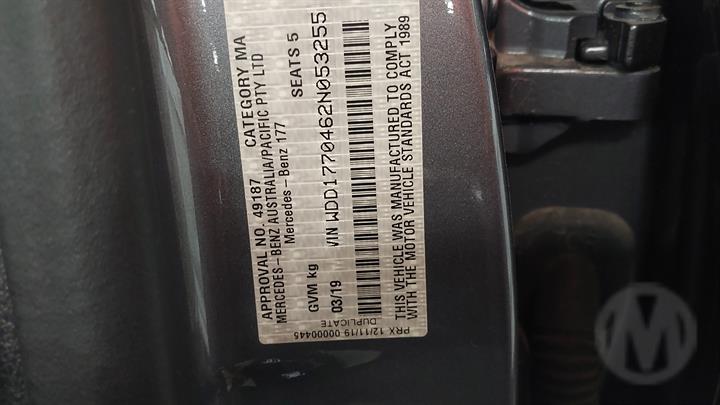 APPROVAL NO. 49187 CATEGORY MA
MERCEDES-BENZ AUSTRALIA/PACIFIC PTY LTD
Mercedes-Benz 177
GVM kg SEATS 5
03/19 VIN WDD1770462N053255
PRX 12/11/19 00000445
DUPLICATE
THIS VEHICLE WAS MANUFACTURED TO COMPLY
WITH THE MOTOR VEHICLE STANDARDS ACT 1989
M